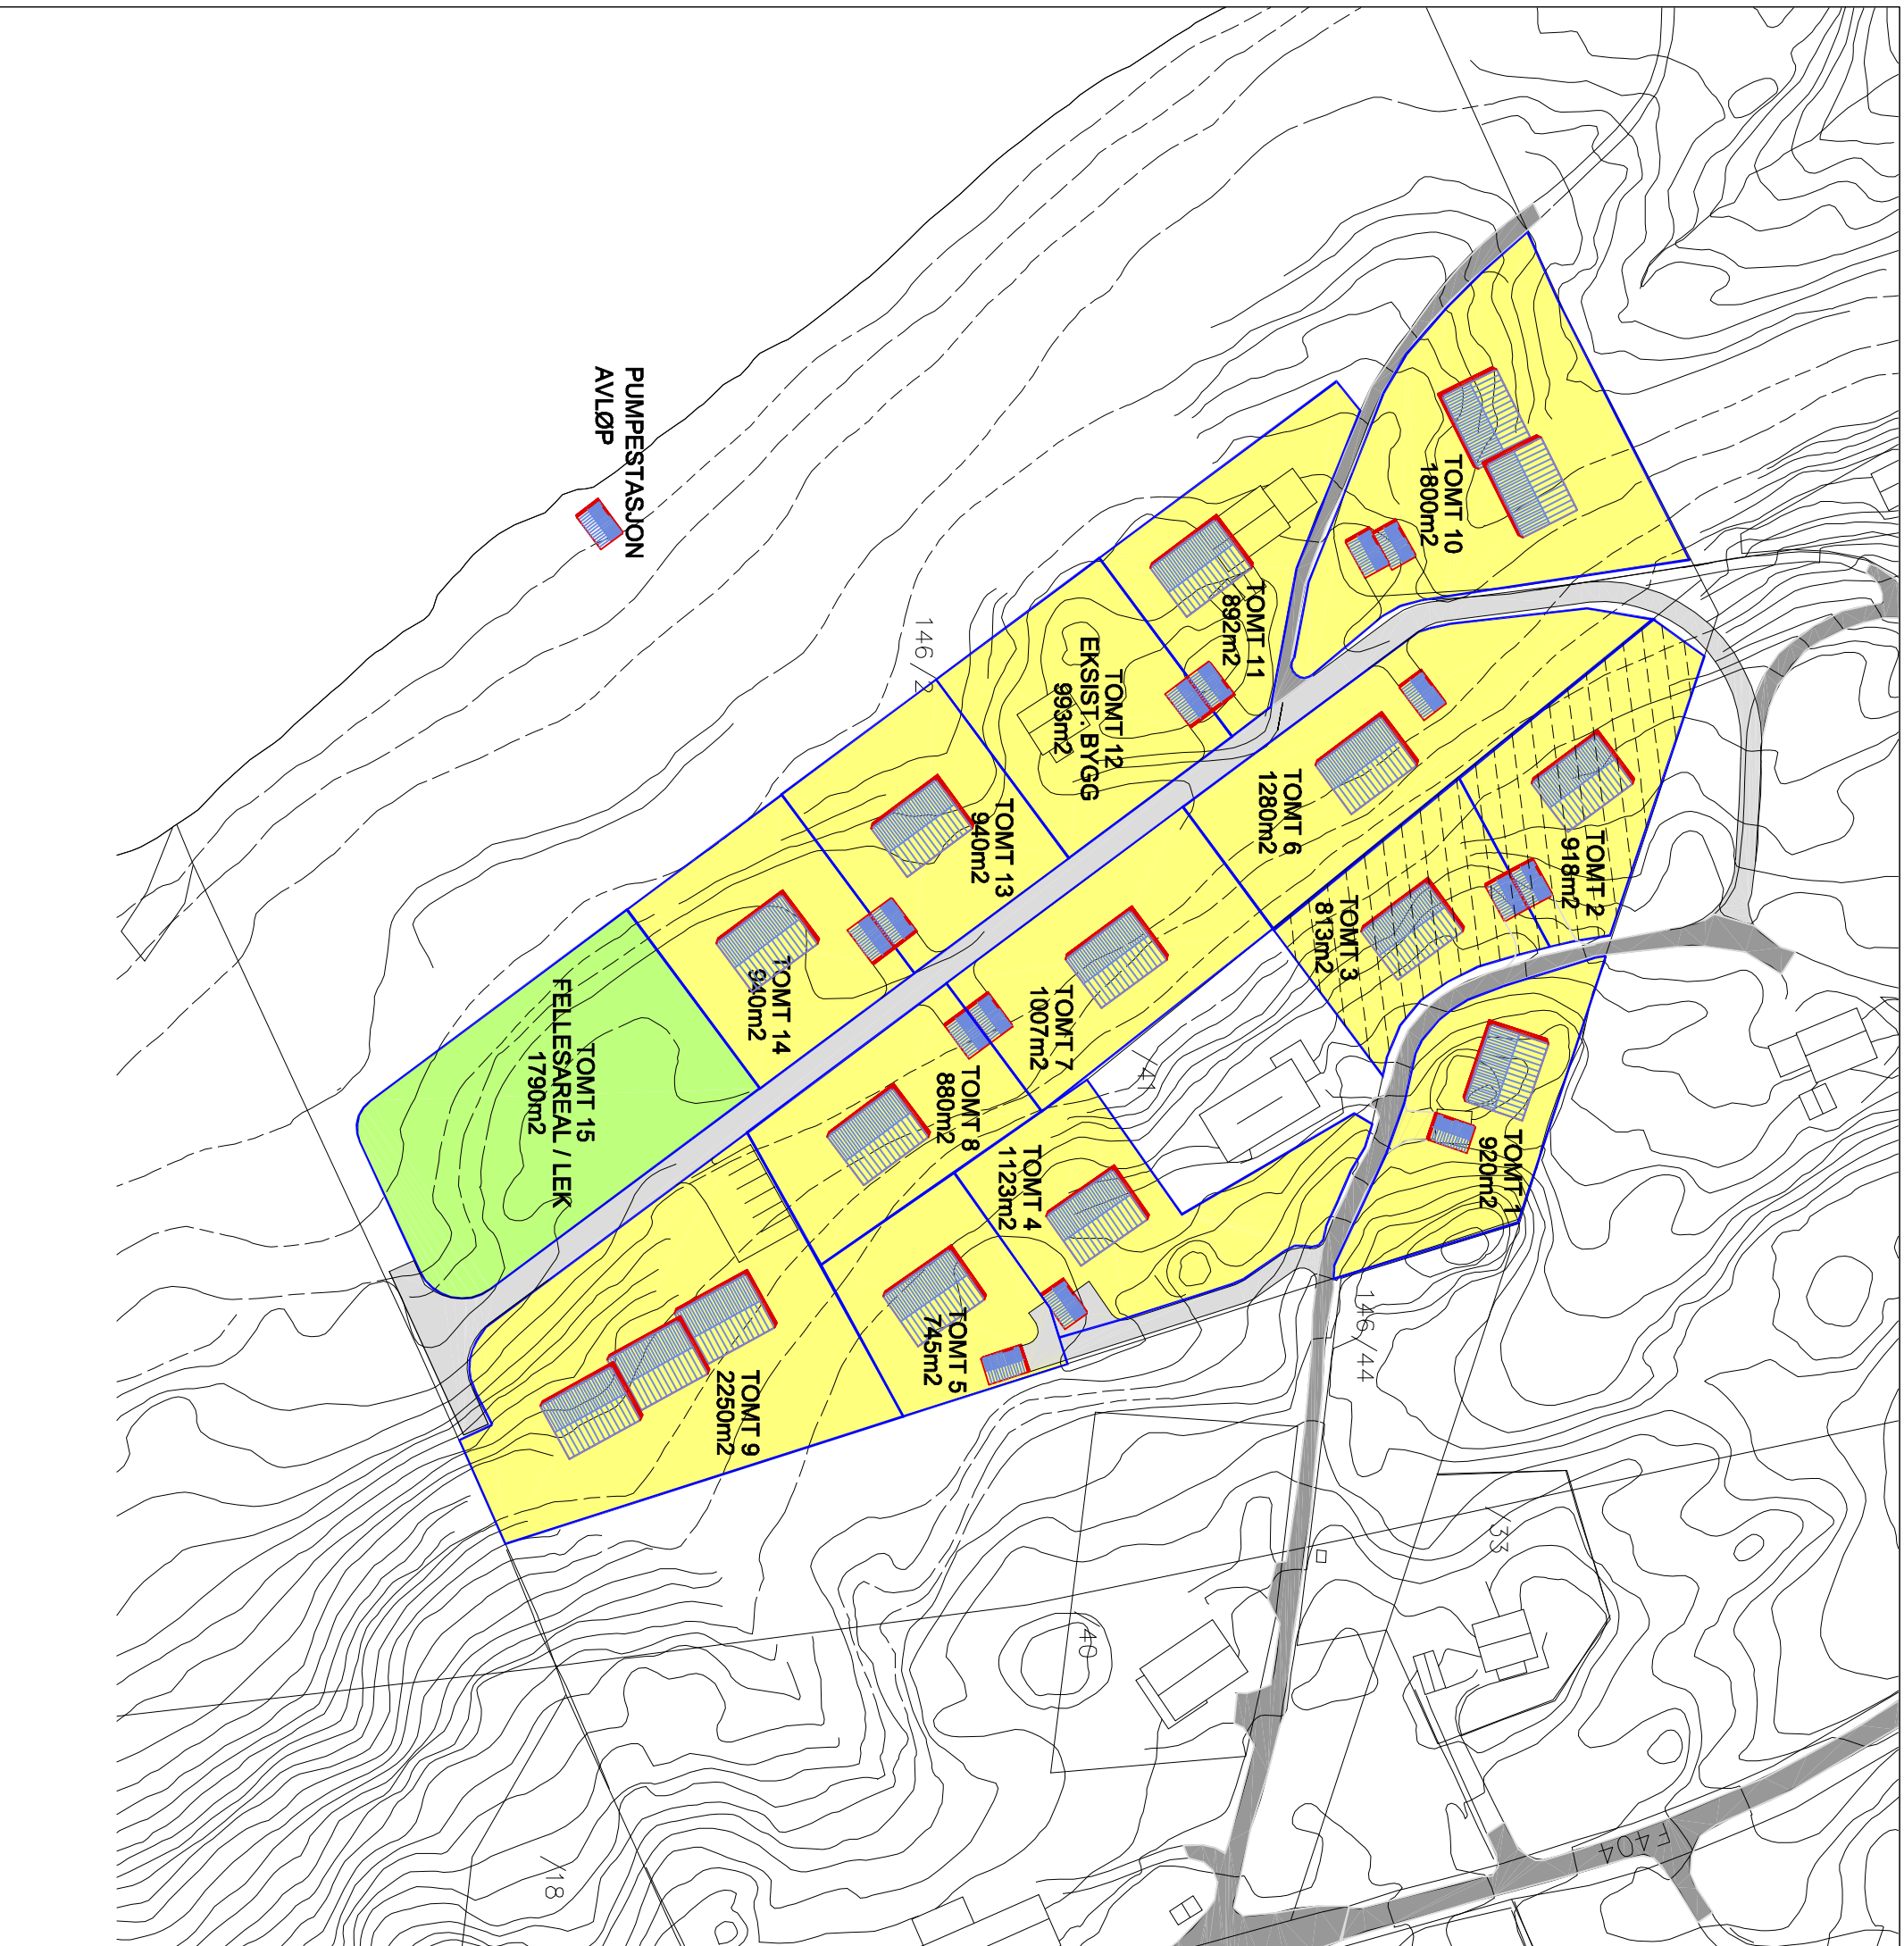 PUMPESTASJON
AVLØP
TOMT 10
1800m2
TOMT 11
892m2
TOMT 12
EKSIST. BYGG
993m2
146/2
TOMT 13
940m2
TOMT 14
940m2
TOMT 15
FELLESAREAL / LEK
1790m2
TOMT 6
1280m2
TOMT 2
918m2
TOMT 3
813m2
TOMT 7
1007m2
/41
TOMT 8
880m2
TOMT 4
1123m2
TOMT 1
920m2
TOMT 5
745m2
TOMT 9
2250m2
146/44
/33
/40
/18
F404